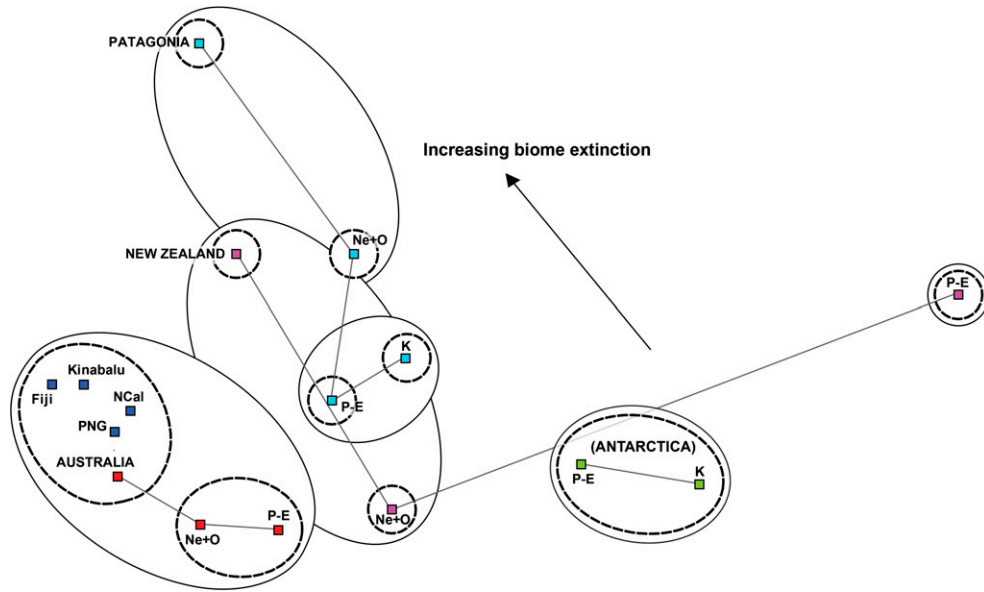 PATAGONIA
Increasing biome extinction
Ne+O
NEW ZEALAND
P-E
K
Kinabalu
Fiji
NCal
P-E
PNG
(ANTARCTICA)
AUSTRALIA
P-E
K
P-E
Ne+O
Ne+O